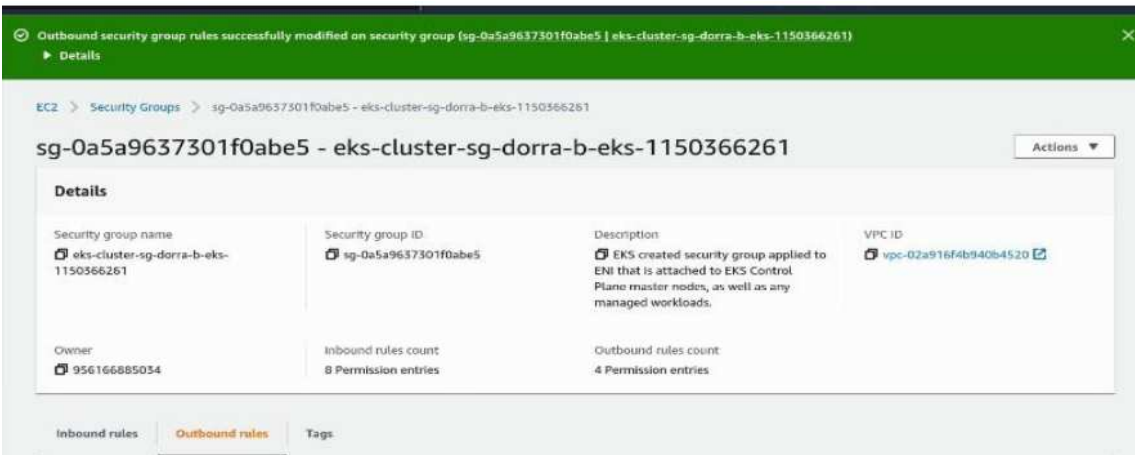 Outbound security group rules successfully modified on security group (sg-0a5a9637301f0abe5 | eks-cluster-sg-dorra-b-eks-1150366261)
▶ Details
EC2 > Security Groups > sg-0a5a9637301f0abe5 - eks-cluster-sg-dorra-b-eks-1150366261
sg-0a5a9637301f0abe5 - eks-cluster-sg-dorra-b-eks-1150366261
Actions ▼
Details
Security group name
eks-cluster-sg-dorra-b-eks-
1150366261
Security group ID
sg-0a5a9637301f0abe5
Description
EKS created security group applied to
ENI that is attached to EKS Control
Plane master nodes, as well as any
managed workloads.
VPC ID
vpc-02a916f4b940b4520
Owner
956166885034
Inbound rules count
8 Permission entries
Outbound rules count
4 Permission entries
Inbound rules
Outbound rules
Tags